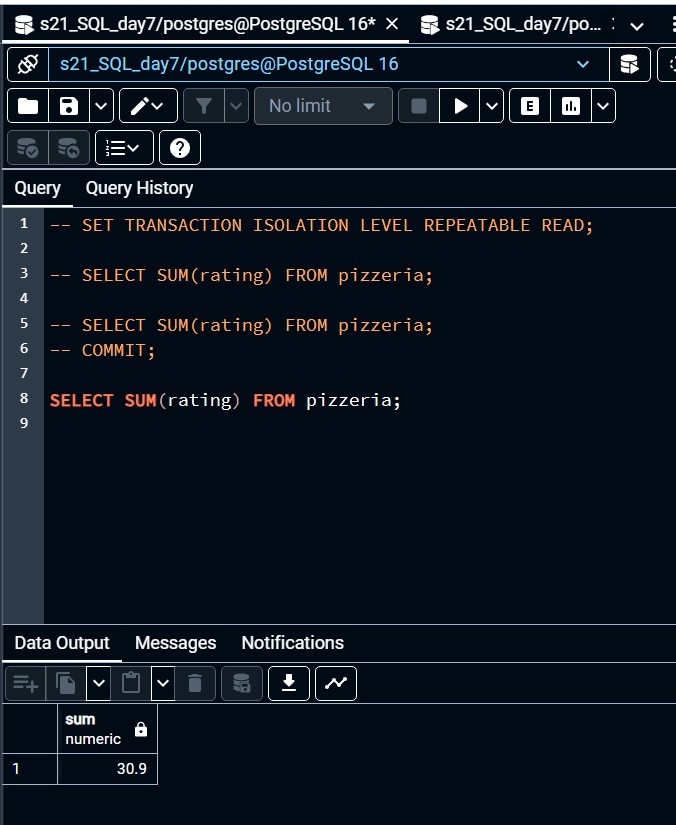 s21_SQL_day7/postgres@PostgreSQL 16* s21_SQL_day7/po...
s21_SQL_day7/postgres@PostgreSQL 16
No limit
E
Query Query History
1 -- SET TRANSACTION ISOLATION LEVEL REPEATABLE READ;
2
3 -- SELECT SUM(rating) FROM pizzeria;
4
5 -- SELECT SUM(rating) FROM pizzeria;
6 -- COMMIT;
7
8 SELECT SUM(rating) FROM pizzeria;
9
Data Output Messages Notifications
sum
numeric
1 30.9